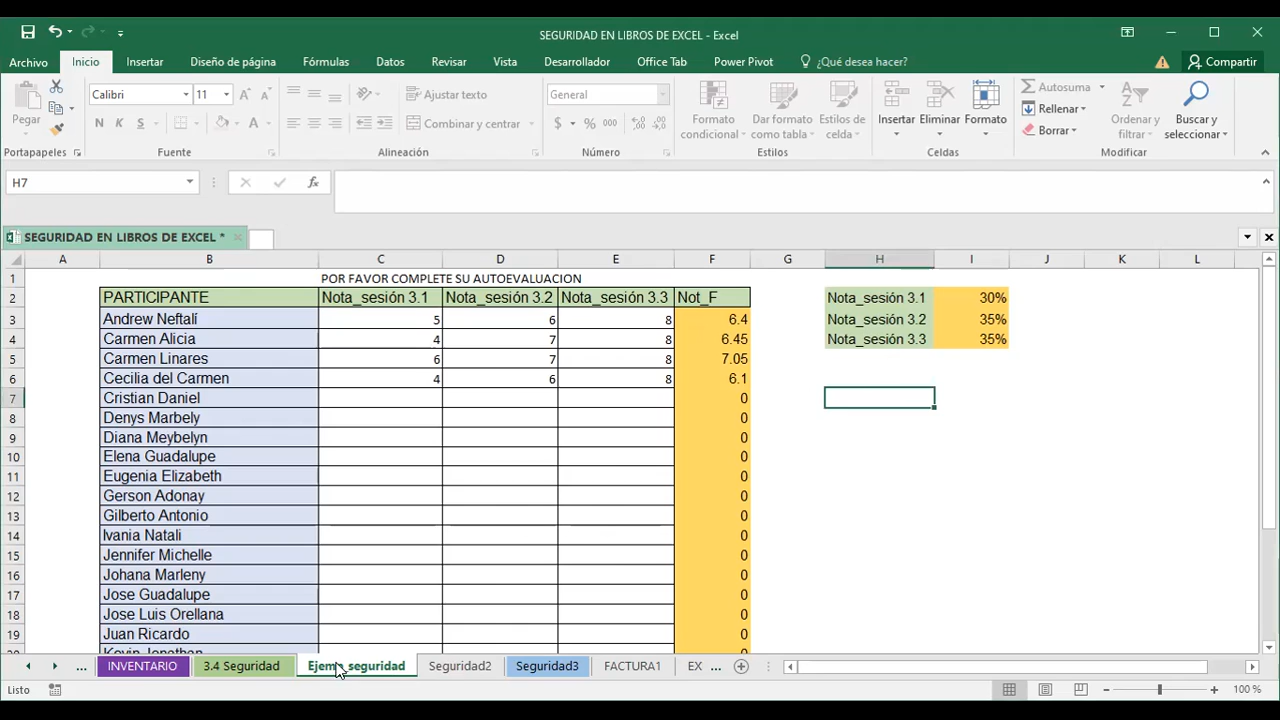 SEGURIDAD EN LIBROS DE EXCEL - Excel
Archivo Inicio Insertar Diseño de página Fórmulas Datos Revisar Vista Desarrollador Office Tab Power Pivot ¿Qué desea hacer? Compartir
Calibri 11 Ajustar texto General Autosuma
Pegar N K S Combinar y centrar $ % 000 Formato condicional Dar formato como tabla Estilos de celda Insertar Eliminar Formato Rellenar Borrar Ordenar y filtrar Buscar y seleccionar
Portapapeles Fuente Alineación Número Estilos Celdas Modificar
H7 fx
SEGURIDAD EN LIBROS DE EXCEL *
A B C D E F G H I J K L
1 POR FAVOR COMPLETE SU AUTOEVALUACION
2 PARTICIPANTE Nota_sesión 3.1 Nota_sesión 3.2 Nota_sesión 3.3 Not_F Nota_sesión 3.1 30%
3 Andrew Neftalí 5 6 8 6.4 Nota_sesión 3.2 35%
4 Carmen Alicia 4 7 8 6.45 Nota_sesión 3.3 35%
5 Carmen Linares 6 7 8 7.05
6 Cecilia del Carmen 4 6 8 6.1
7 Cristian Daniel 0
8 Denys Marbely 0
9 Diana Meybelyn 0
10 Elena Guadalupe 0
11 Eugenia Elizabeth 0
12 Gerson Adonay 0
13 Gilberto Antonio 0
14 Ivania Natali 0
15 Jennifer Michelle 0
16 Johana Marleny 0
17 Jose Guadalupe 0
18 Jose Luis Orellana 0
19 Juan Ricardo 0
... INVENTARIO 3.4 Seguridad seguridad Seguridad2 Seguridad3 FACTURA1 EX ...
Listo 100 %